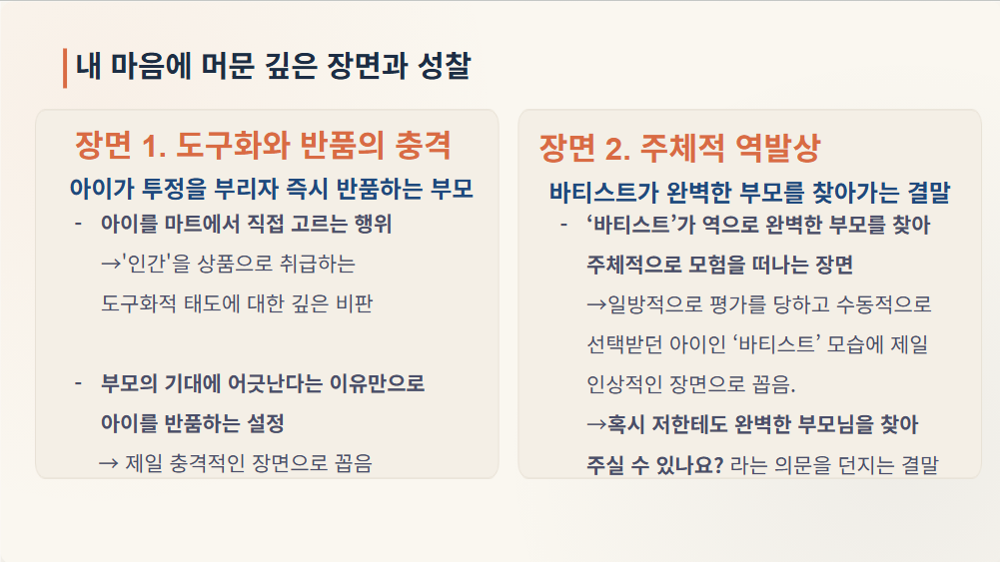 내 마음에 머문 깊은 장면과 성찰
장면 1. 도구화와 반품의 충격
아이가 투정을 부리자 즉시 반품하는 부모
- 아이를 마트에서 직접 고르는 행위
→'인간'을 상품으로 취급하는
도구화적 태도에 대한 깊은 비판
- 부모의 기대에 어긋난다는 이유만으로
아이를 반품하는 설정
→ 제일 충격적인 장면으로 꼽음
장면 2. 주체적 역발상
바티스트가 완벽한 부모를 찾아가는 결말
- ‘바티스트’가 역으로 완벽한 부모를 찾아
주체적으로 모험을 떠나는 장면
→일방적으로 평가를 당하고 수동적으로
선택받던 아이인 ‘바티스트’ 모습에 제일
인상적인 장면으로 꼽음.
→혹시 저한테도 완벽한 부모님을 찾아
주실 수 있나요? 라는 의문을 던지는 결말